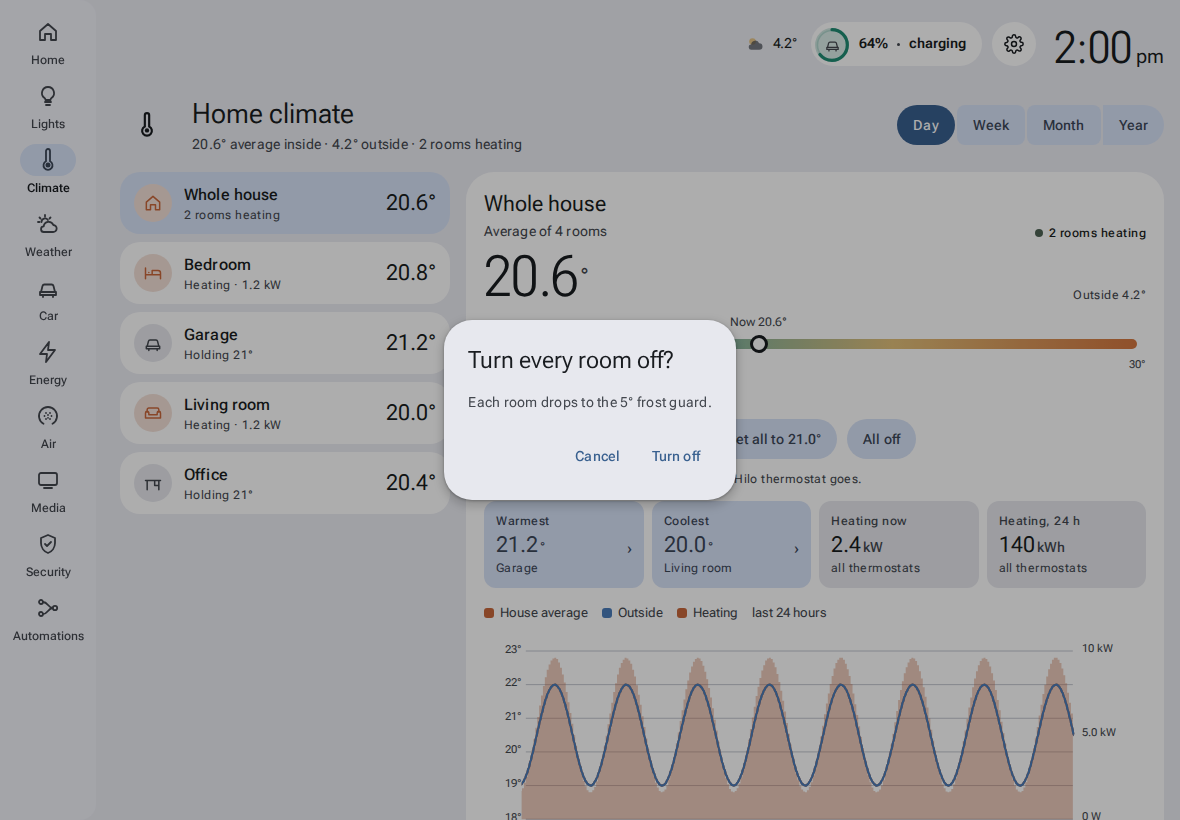 Home
Lights
Climate
Weather
Car
Energy
Air
Media
Security
Automations
4.2°
64% · charging
2:00 pm
Home climate
20.6° average inside · 4.2° outside · 2 rooms heating
Day
Week
Month
Year
Whole house
2 rooms heating
20.6°
Bedroom
Heating · 1.2 kW
20.8°
Garage
Holding 21°
21.2°
Living room
Heating · 1.2 kW
20.0°
Office
Holding 21°
20.4°
Whole house
Average of 4 rooms
2 rooms heating
20.6°
Outside 4.2°
Now 20.6°
30°
Turn every room off?
Each room drops to the 5° frost guard.
Cancel
Turn off
et all to 21.0°
All off
Hilo thermostat goes.
Warmest
21.2°
Garage
›
Coolest
20.0°
Living room
›
Heating now
2.4 kW
all thermostats
Heating, 24 h
140 kWh
all thermostats
House average
Outside
Heating
last 24 hours
23°
22°
21°
20°
19°
18°
10 kW
5.0 kW
0 W